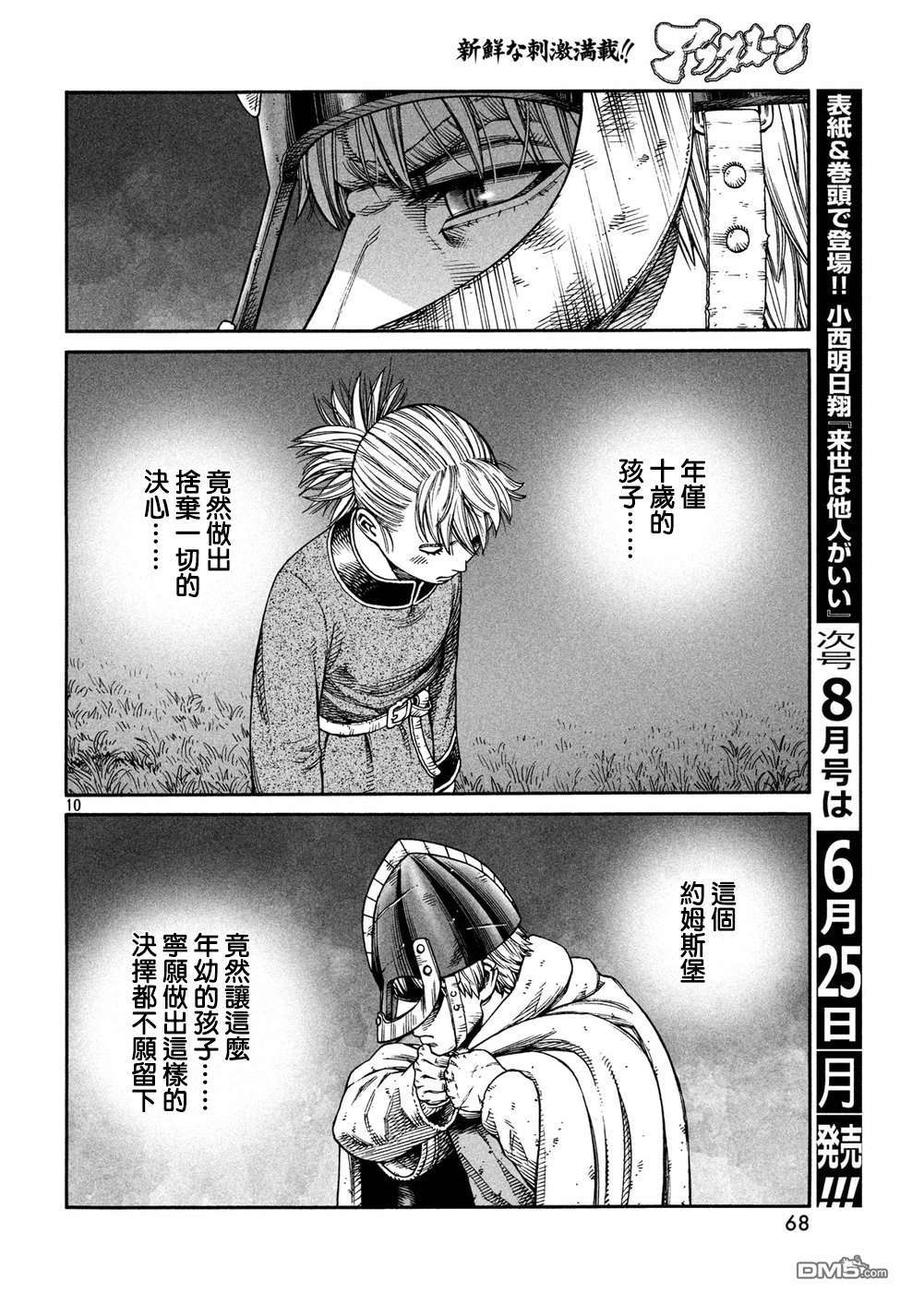 新鮮な刺激満載!!
アフタヌーン
表紙&巻頭で登場!! 小西明日翔『来世は他人がいい』
次号8月号は6月25日月発売!!!
年僅
十歲的
孩子……
竟然做出
捨棄一切的
決心……
10
這個
約姆斯堡
竟然讓這麼
年幼的孩子……
寧願做出這樣的
決擇都不願留下
68
DM5.com